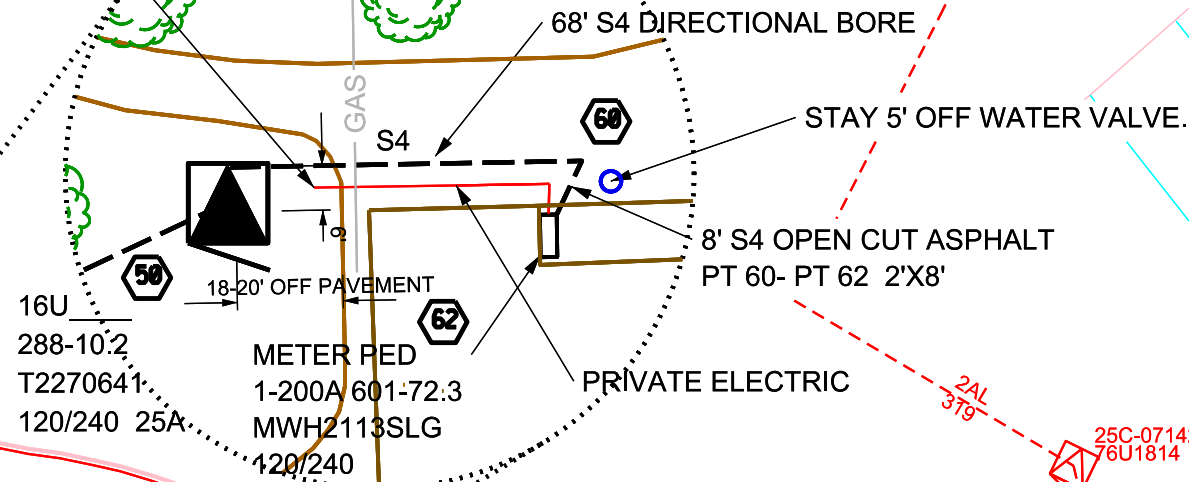 68' S4 DIRECTIONAL BORE
GAS
S4
60
STAY 5' OFF WATER VALVE.
6'
8' S4 OPEN CUT ASPHALT
PT 60- PT 62 2'X8'
50
18-20' OFF PAVEMENT
16U_____
288-10.2
T2270641
120/240 25A
62
METER PED
1-200A 601-72.3
MWH2113SLG
120/240
PRIVATE ELECTRIC
2AL
319
25C-0714
76U1814